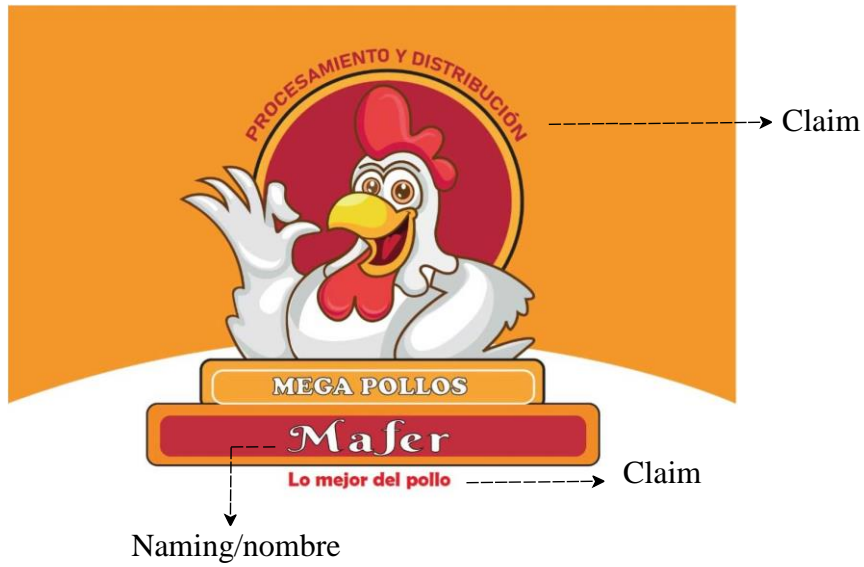 PROCESAMIENTO Y DISTRIBUCIÓN
Claim
MEGA POLLOS
Mafer
Lo mejor del pollo
Claim
Naming/nombre